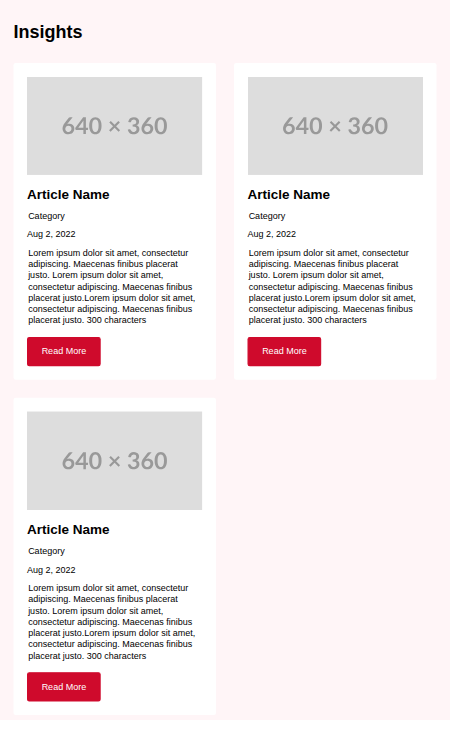 Insights
640 × 360
Article Name
Category
Aug 2, 2022
Lorem ipsum dolor sit amet, consectetur
adipiscing. Maecenas finibus placerat
justo. Lorem ipsum dolor sit amet,
consectetur adipiscing. Maecenas finibus
placerat justo.Lorem ipsum dolor sit amet,
consectetur adipiscing. Maecenas finibus
placerat justo. 300 characters
Read More
640 × 360
Article Name
Category
Aug 2, 2022
Lorem ipsum dolor sit amet, consectetur
adipiscing. Maecenas finibus placerat
justo. Lorem ipsum dolor sit amet,
consectetur adipiscing. Maecenas finibus
placerat justo.Lorem ipsum dolor sit amet,
consectetur adipiscing. Maecenas finibus
placerat justo. 300 characters
Read More
640 × 360
Article Name
Category
Aug 2, 2022
Lorem ipsum dolor sit amet, consectetur
adipiscing. Maecenas finibus placerat
justo. Lorem ipsum dolor sit amet,
consectetur adipiscing. Maecenas finibus
placerat justo.Lorem ipsum dolor sit amet,
consectetur adipiscing. Maecenas finibus
placerat justo. 300 characters
Read More